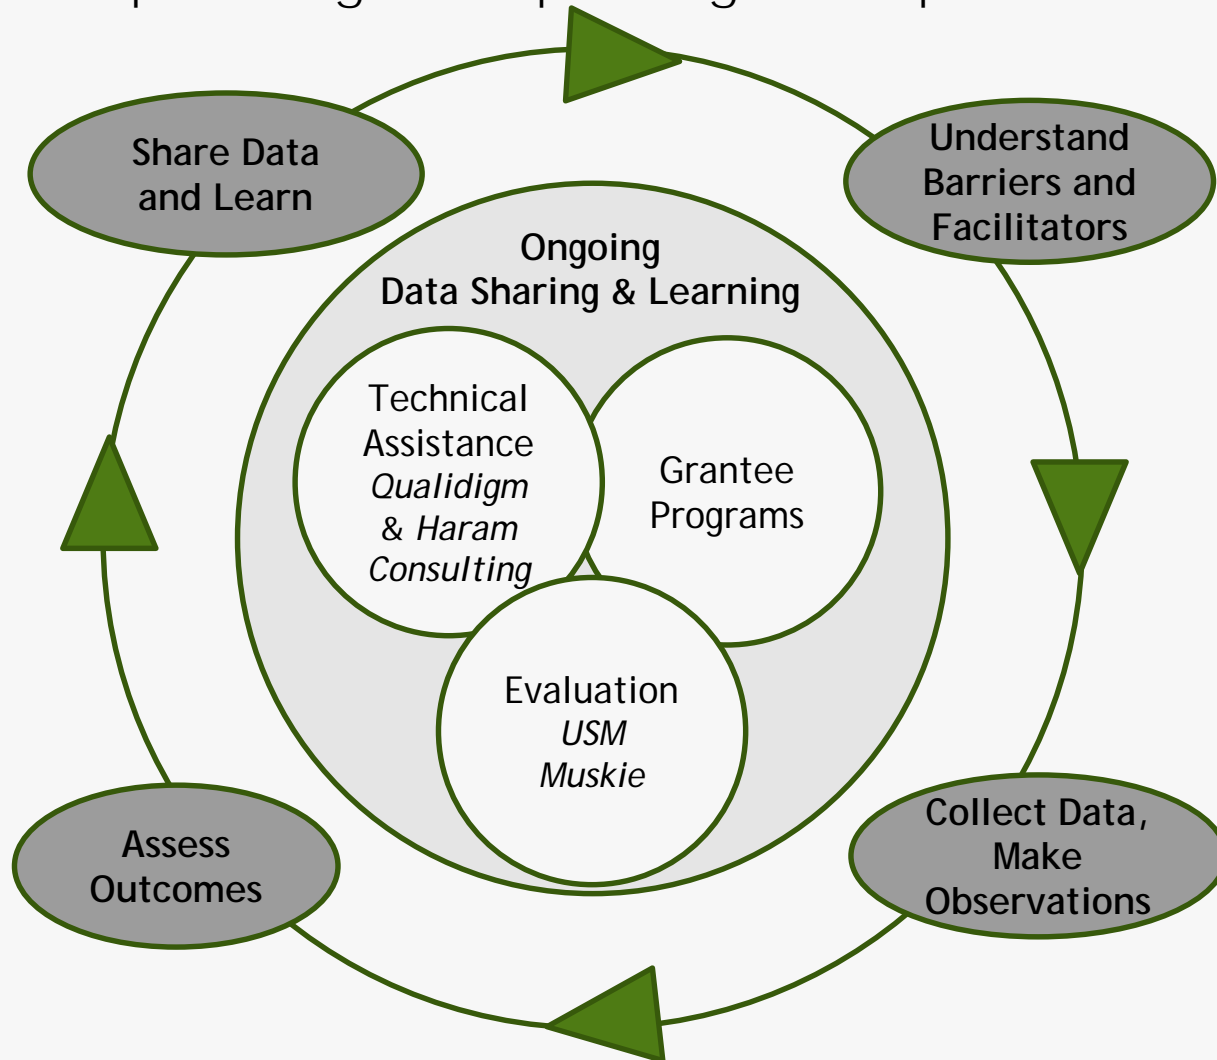 Share Data
and Learn
Understand
Barriers and
Facilitators
Ongoing
Data Sharing & Learning
Technical
Assistance
Qualidigm
& Haram
Consulting
Grantee
Programs
Evaluation
USM
Muskie
Assess
Outcomes
Collect Data,
Make
Observations